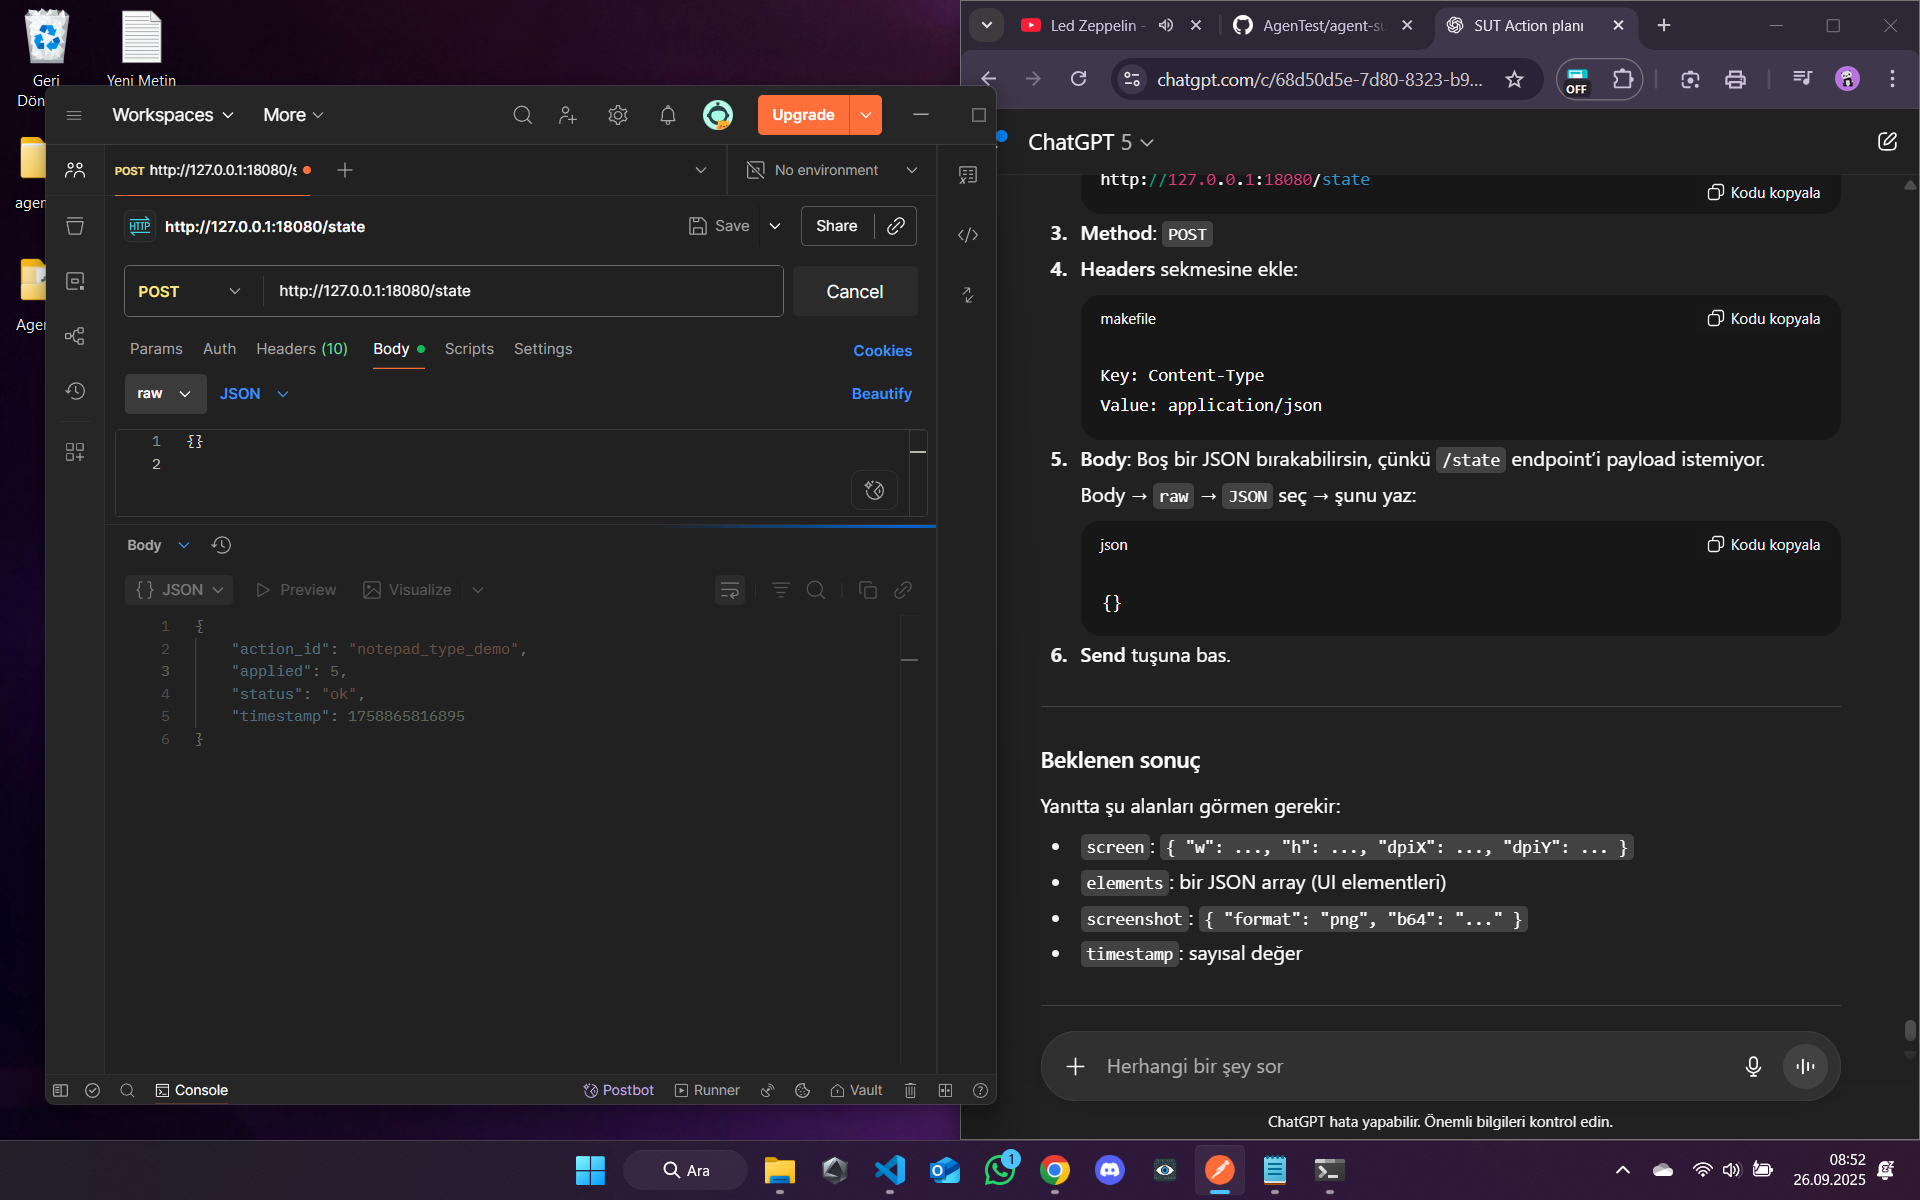 Geri
Dön
Yeni Metin
agen
Agen
Workspaces
More
Upgrade
POST http://127.0.0.1:18080/s
No environment
HTTP
http://127.0.0.1:18080/state
Save
Share
POST
http://127.0.0.1:18080/state
Cancel
Params
Auth
Headers (10)
Body
Scripts
Settings
Cookies
raw
JSON
Beautify
1 {}
2
Body
{} JSON
Preview
Visualize
1 {
2 "action_id": "notepad_type_demo",
3 "applied": 5,
4 "status": "ok",
5 "timestamp": 1758865816895
6 }
Console
Postbot
Runner
Vault
Led Zeppelin -
AgenTest/agent-su
SUT Action planı
chatgpt.com/c/68d50d5e-7d80-8323-b9...
OFF
ChatGPT 5
http://127.0.0.1:18080/state
Kodu kopyala
3. Method: POST
4. Headers sekmesine ekle:
makefile
Kodu kopyala
Key: Content-Type
Value: application/json
5. Body: Boş bir JSON bırakabilirsin, çünkü /state endpoint'i payload istemiyor.
Body → raw → JSON seç → şunu yaz:
json
Kodu kopyala
{}
6. Send tuşuna bas.
Beklenen sonuç
Yanıtta şu alanları görmen gerekir:
• screen: { "w": ..., "h": ..., "dpiX": ..., "dpiY": ... }
• elements: bir JSON array (UI elementleri)
• screenshot: { "format": "png", "b64": "..." }
• timestamp: sayısal değer
Herhangi bir şey sor
ChatGPT hata yapabilir. Önemli bilgileri kontrol edin.
Ara
1
08:52
26.09.2025